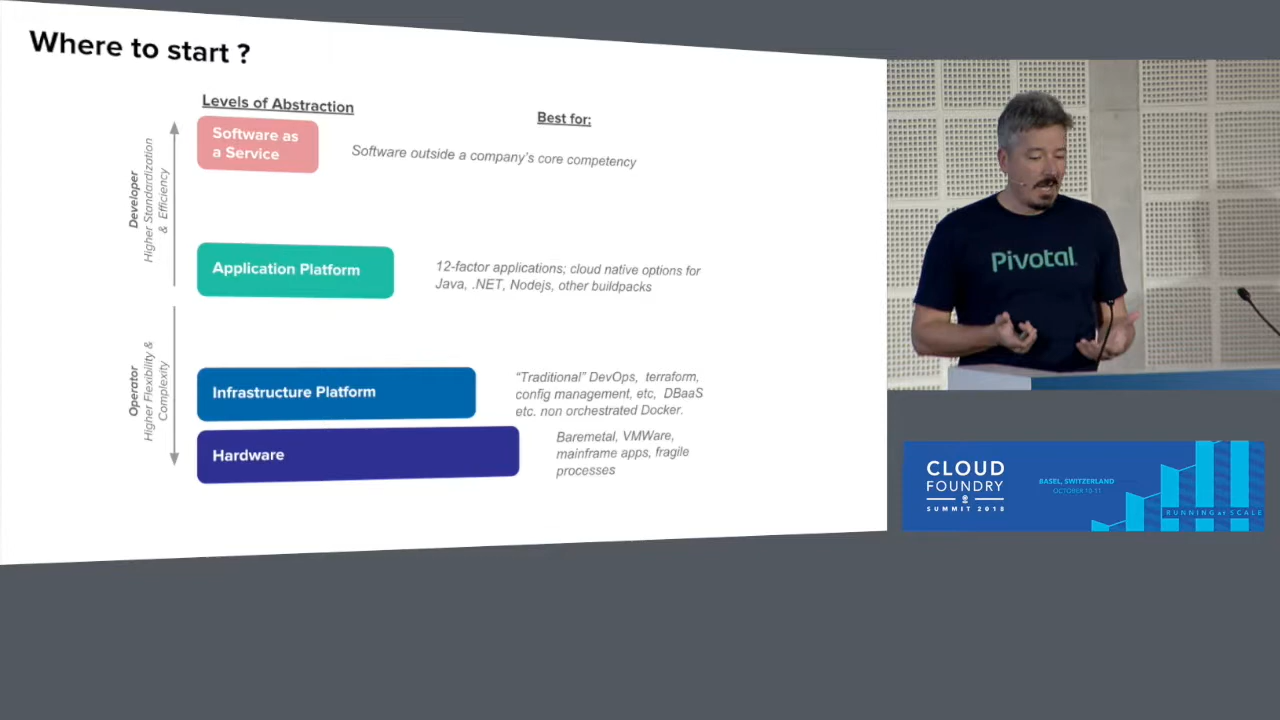 Where to start ?
Levels of Abstraction
Best for:
Software as
a Service
Software outside a company's core competency
Developer
Higher Standardization
& Efficiency
Application Platform
12-factor applications; cloud native options for
Java, .NET, Nodejs, other buildpacks
Operator
Higher Flexibility &
Complexity
Infrastructure Platform
"Traditional" DevOps, terraform,
config management, etc, DBaaS
etc. non orchestrated Docker.
Hardware
Baremetal, VMWare,
mainframe apps, fragile
processes
Pivotal
CLOUD
FOUNDRY
SUMMIT 2018
BASEL, SWITZERLAND
OCTOBER 10-11
RUNNING AT SCALE